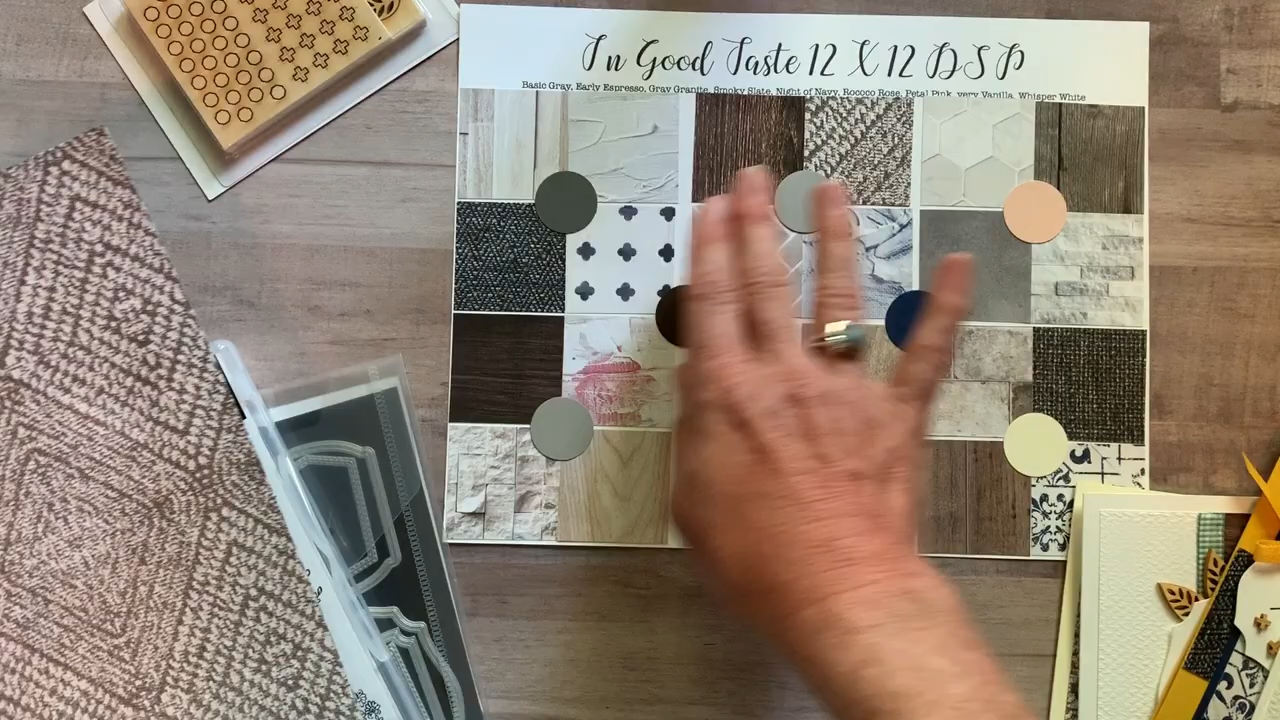 In Good Taste 12 X 12 DSP
Basic Gray, Early Espresso, Gray Granite, Smoky Slate, Night of Navy, Rococo Rose, Petal Pink, very Vanilla, Whisper White